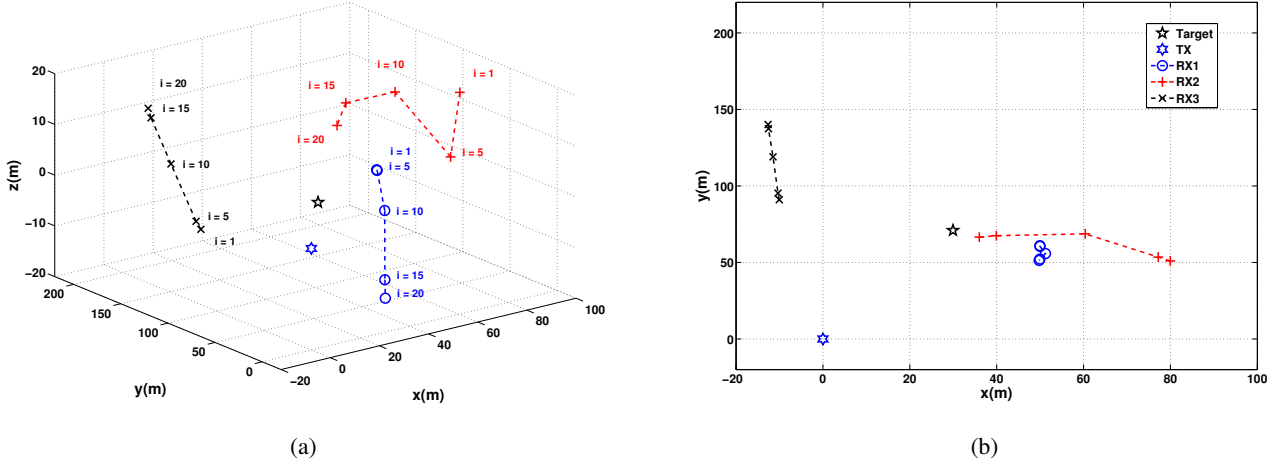 20
10
0
−10
−20
z(m)
i = 20
i = 15
i = 10
i = 5
i = 1
i = 15
i = 10
i = 1
i = 20
i = 5
i = 1
i = 5
i = 10
i = 15
i = 20
200
150
100
50
0
y(m)
−20
0
20
40
60
80
100
x(m)
(a)
200
150
100
50
0
y(m)
−20
0
20
40
60
80
100
x(m)
Target
TX
RX1
RX2
RX3
(b)